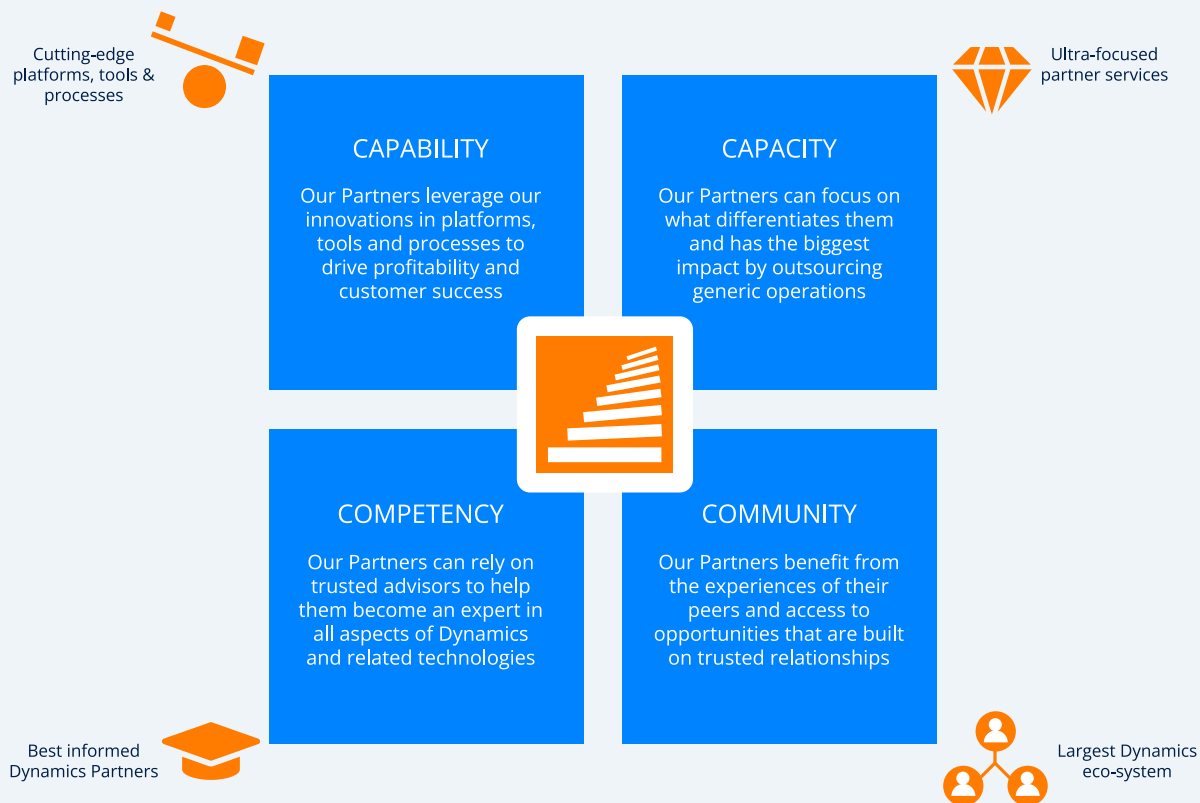 Cutting-edge
platforms, tools &
processes
Ultra-focused
partner services
CAPABILITY
Our Partners leverage our
innovations in platforms,
tools and processes to
drive profitability and
customer success
CAPACITY
Our Partners can focus on
what differentiates them
and has the biggest
impact by outsourcing
generic operations
COMPETENCY
Our Partners can rely on
trusted advisors to help
them become an expert in
all aspects of Dynamics
and related technologies
COMMUNITY
Our Partners benefit from
the experiences of their
peers and access to
opportunities that are built
on trusted relationships
Best informed
Dynamics Partners
Largest Dynamics
eco-system